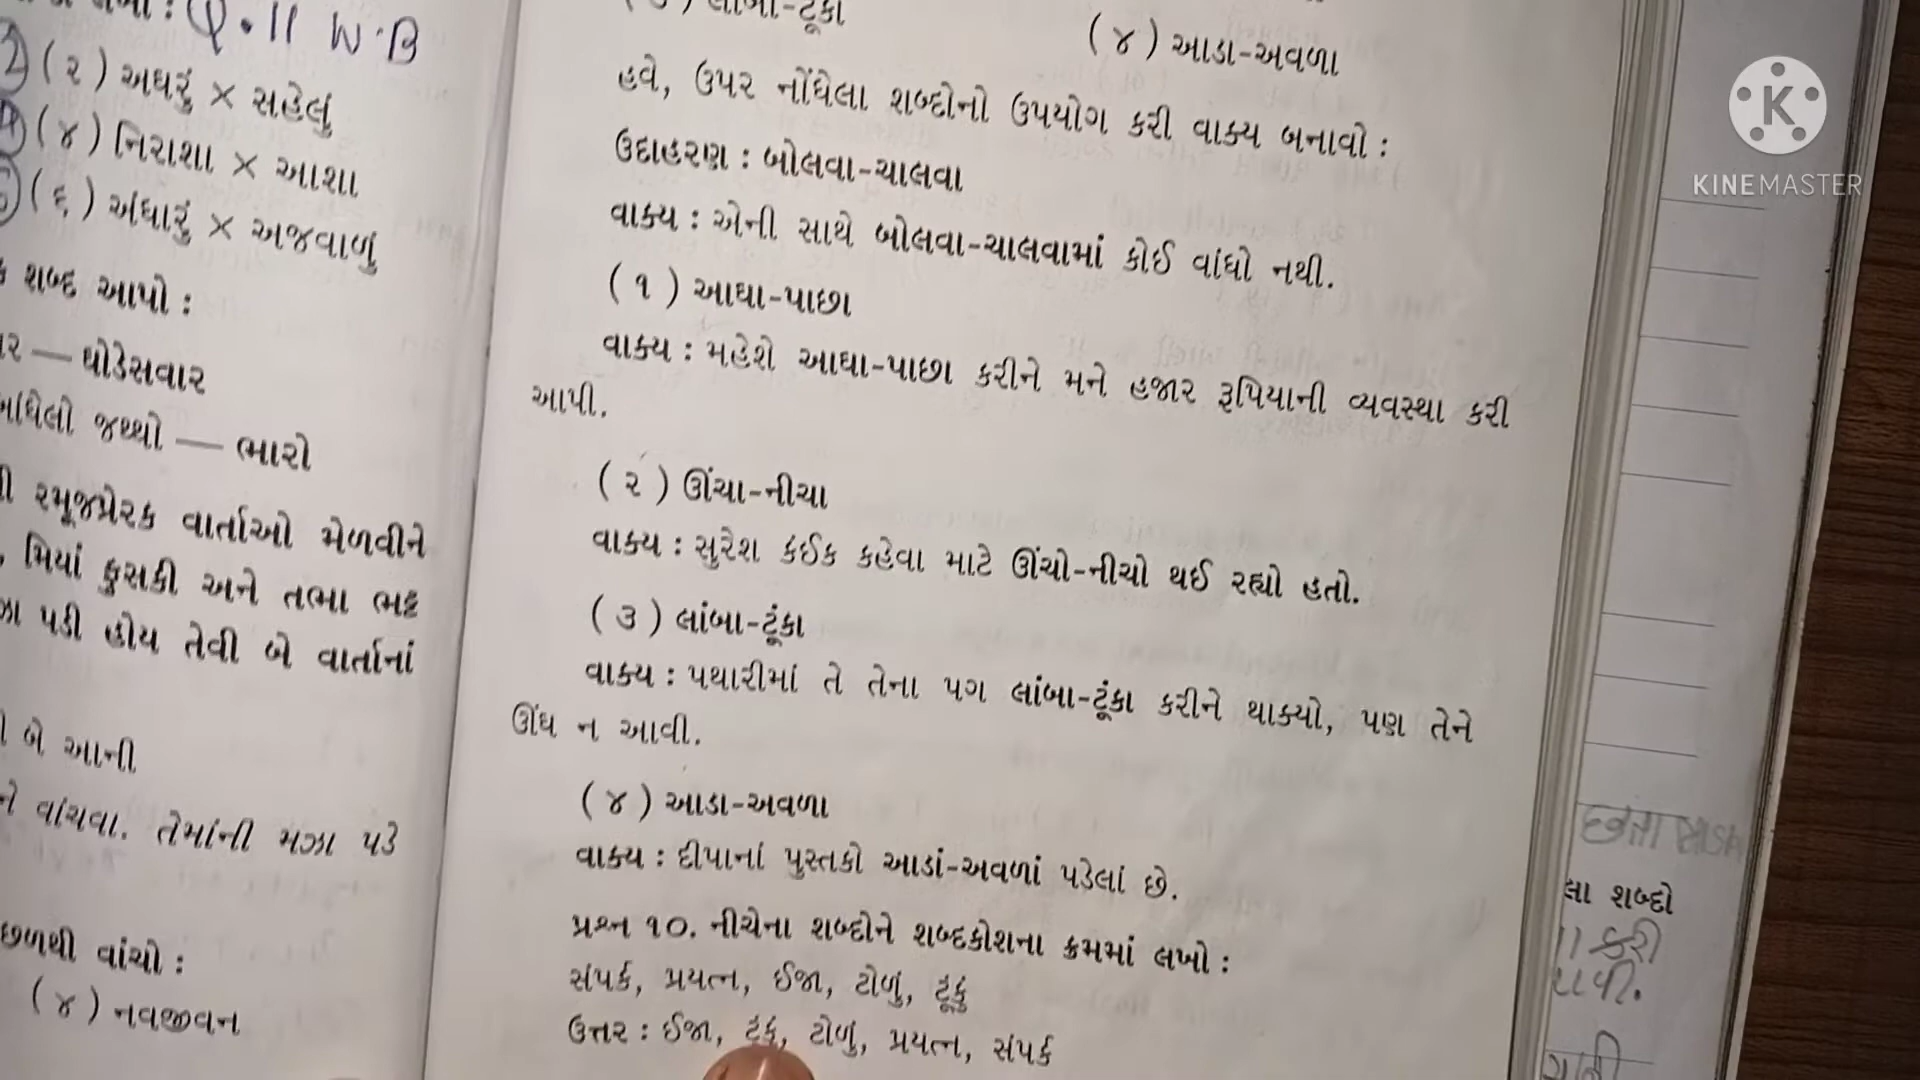 : Q.11 W.B
(૨) અઘરું × સહેલું
(૪) નિરાશા × આશા
(૬) અંધારું × અજવાળું
શબ્દ આપો :
— ઘોડેસવાર
જથ્થો — ભારો
રમૂજપ્રેરક વાર્તાઓ મેળવીને
, મિયાં ફુસકી અને તભા ભટ્ટ
પડી હોય તેવી બે વાર્તાનાં
બે આની
વાંચવા. તેમાંની મઝા પડે
વાંચો :
(૪) નવજીવન
લાંબા-ટૂંકા
(૪) આડા-અવળા
હવે, ઉપર નોંધેલા શબ્દોનો ઉપયોગ કરી વાક્ય બનાવો :
ઉદાહરણ : બોલવા-ચાલવા
વાક્ય : એની સાથે બોલવા-ચાલવામાં કોઈ વાંધો નથી.
(૧) આઘા-પાછા
વાક્ય : મહેશે આઘા-પાછા કરીને મને હજાર રૂપિયાની વ્યવસ્થા કરી
આપી.
(૨) ઊંચા-નીચા
વાક્ય : સુરેશ કંઈક કહેવા માટે ઊંચો-નીચો થઈ રહ્યો હતો.
(૩) લાંબા-ટૂંકા
વાક્ય : પથારીમાં તે તેના પગ લાંબા-ટૂંકા કરીને થાક્યો, પણ તેને
ઊંઘ ન આવી.
(૪) આડા-અવળા
વાક્ય : દીપાનાં પુસ્તકો આડાં-અવળાં પડેલાં છે.
પ્રશ્ન ૧૦. નીચેના શબ્દોને શબ્દકોશના ક્રમમાં લખો :
સંપર્ક, પ્રયત્ન, ઈજા, ટોળું, ટૂંકું
ઉત્તર : ઈજા, ટૂંકું, ટોળું, પ્રયત્ન, સંપર્ક
K
KINEMASTER
શબ્દો
કરી